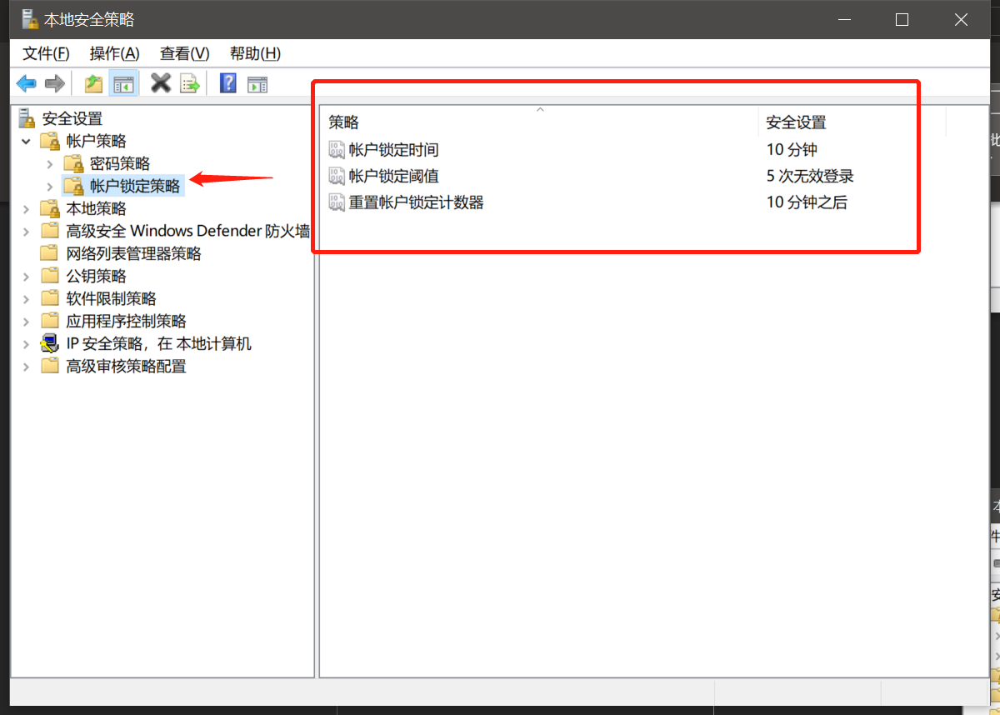 本地安全策略
文件(F) 操作(A) 查看(V) 帮助(H)
安全设置
帐户策略
密码策略
帐户锁定策略
本地策略
高级安全 Windows Defender 防火墙
网络列表管理器策略
公钥策略
软件限制策略
应用程序控制策略
IP 安全策略，在 本地计算机
高级审核策略配置
策略 安全设置
帐户锁定时间 10 分钟
帐户锁定阈值 5 次无效登录
重置帐户锁定计数器 10 分钟之后